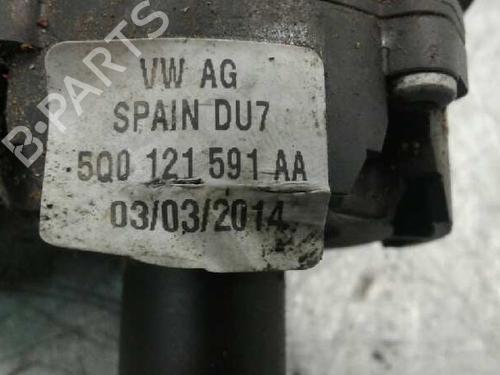 VW AG
SPAIN DU7
5Q0 121 591 AA
03/03/2014
B-PARTS